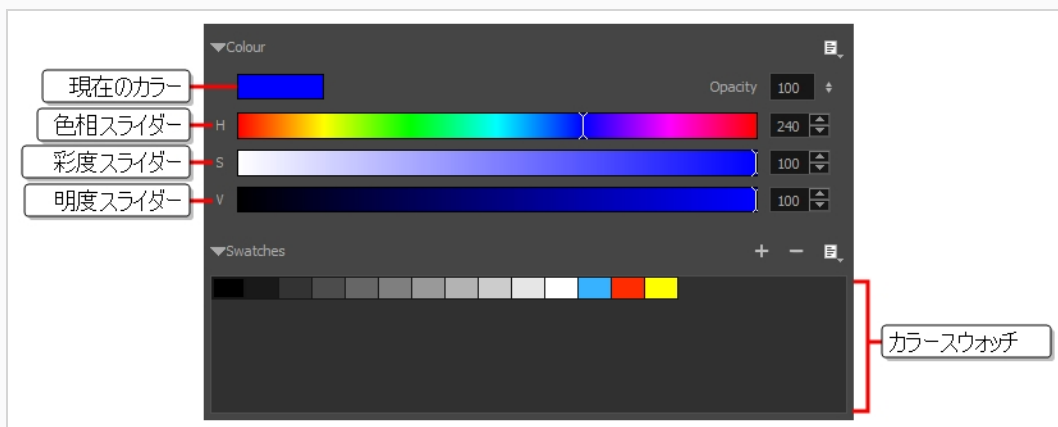 Colour
現在のカラー
Opacity 100
色相スライダー
H 240
彩度スライダー
S 100
明度スライダー
V 100
Swatches + −
カラースウォッチ